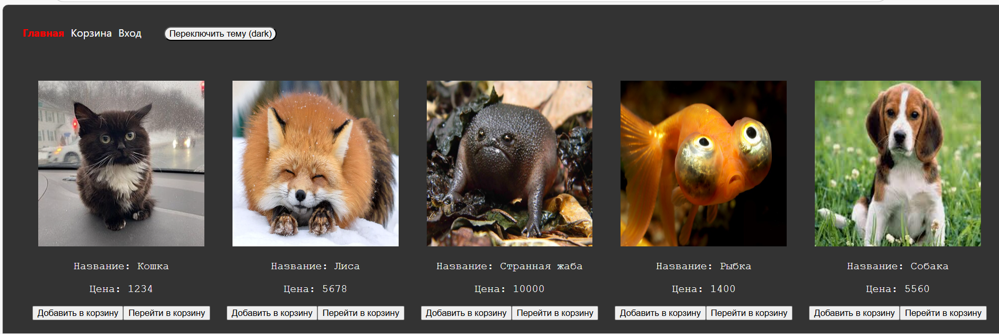 Главная Корзина Вход Переключить тему (dark)
Название: Кошка
Цена: 1234
Добавить в корзину Перейти в корзину
Название: Лиса
Цена: 5678
Добавить в корзину Перейти в корзину
Название: Странная жаба
Цена: 10000
Добавить в корзину Перейти в корзину
Название: Рыбка
Цена: 1400
Добавить в корзину Перейти в корзину
Название: Собака
Цена: 5560
Добавить в корзину Перейти в корзину